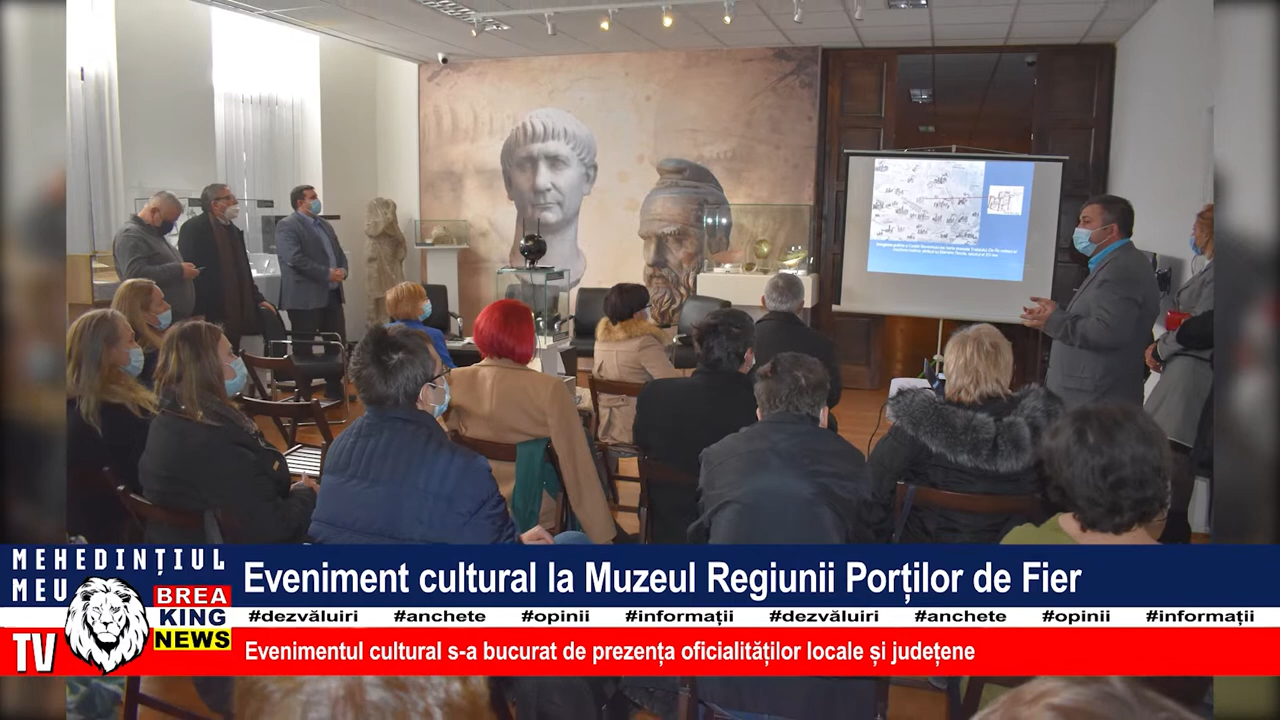 MEHEDINȚIUL
MEU
TV
BREA
KING
NEWS
Eveniment cultural la Muzeul Regiunii Porților de Fier
#dezvăluiri #anchete #opinii #informații #dezvăluiri #anchete #opinii #informații
Evenimentul cultural s-a bucurat de prezența oficialităților locale și județene